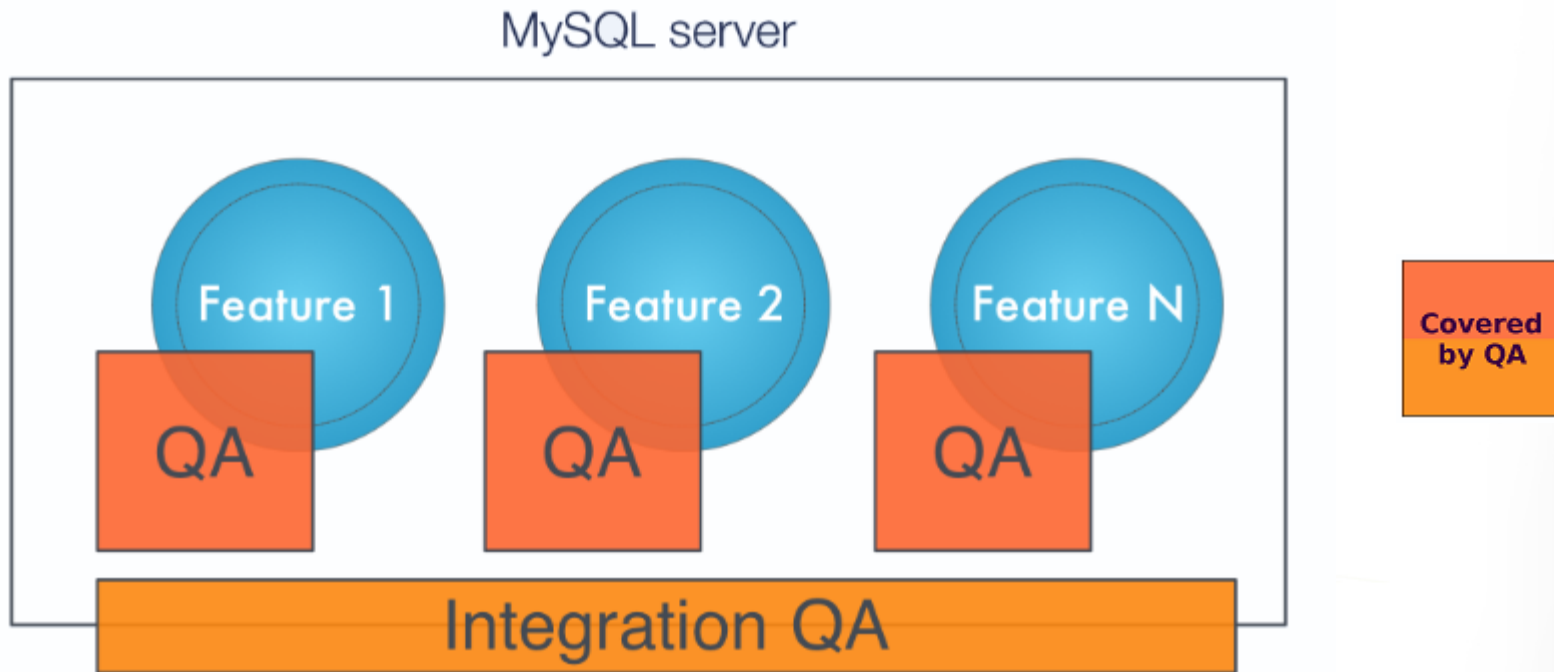 MySQL server
Feature 1
Feature 2
Feature N
QA
QA
QA
Covered
by QA
Integration QA